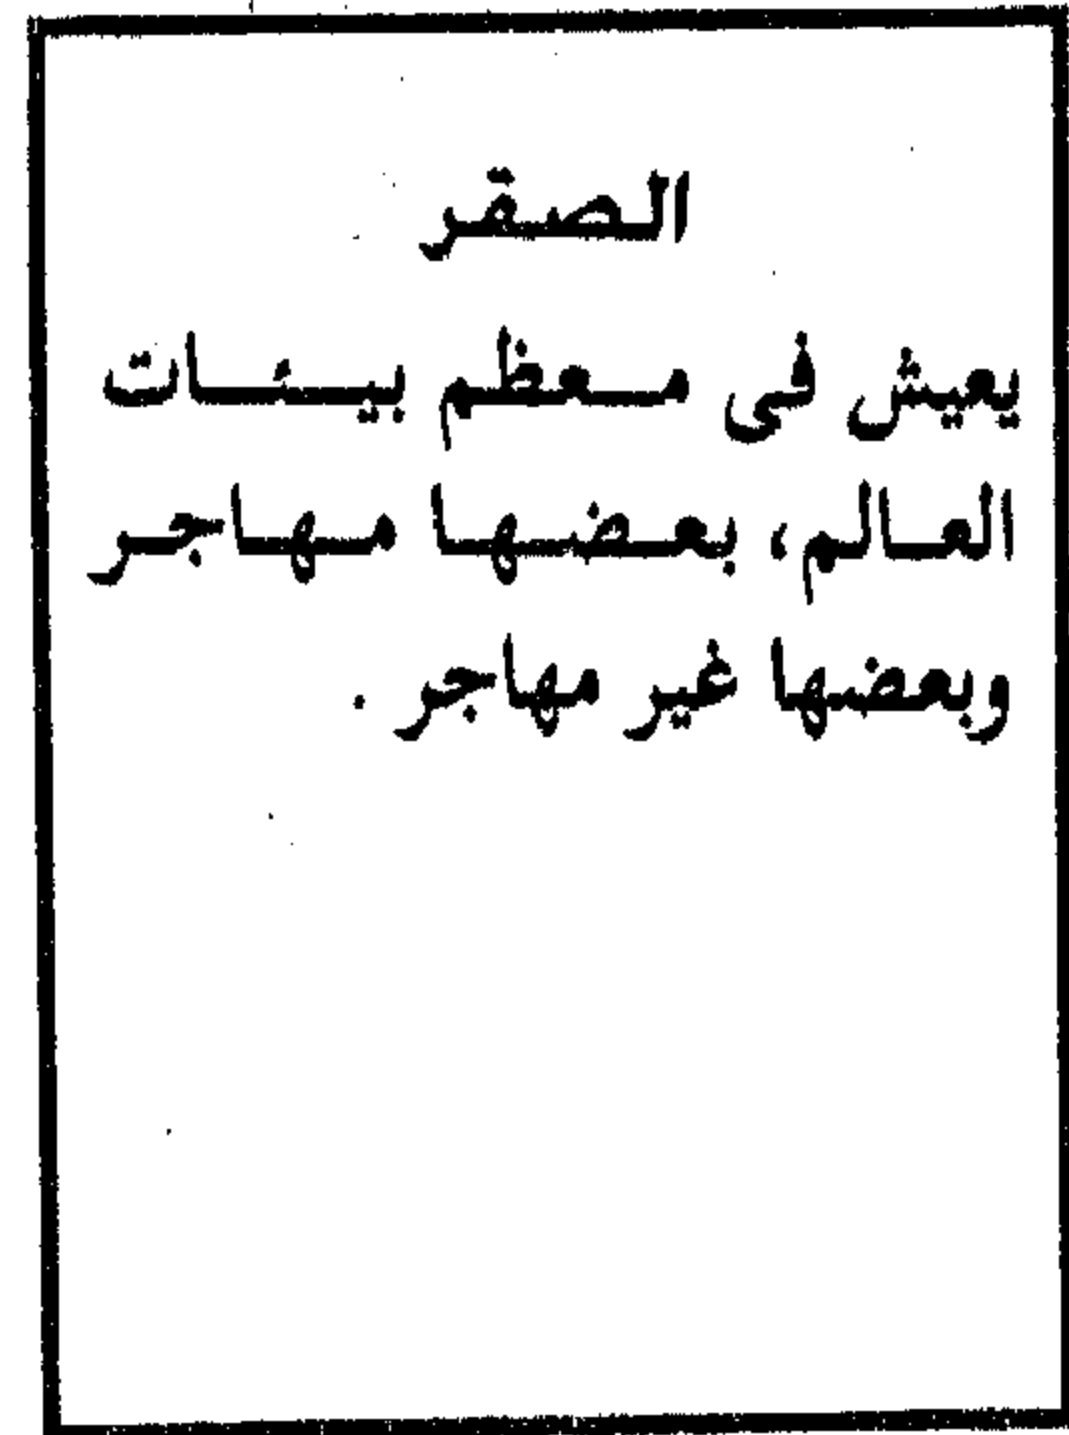 الصقر
يعيش فى معظم بيئات
العالم، بعضها مهاجر
وبعضها غير مهاجر .